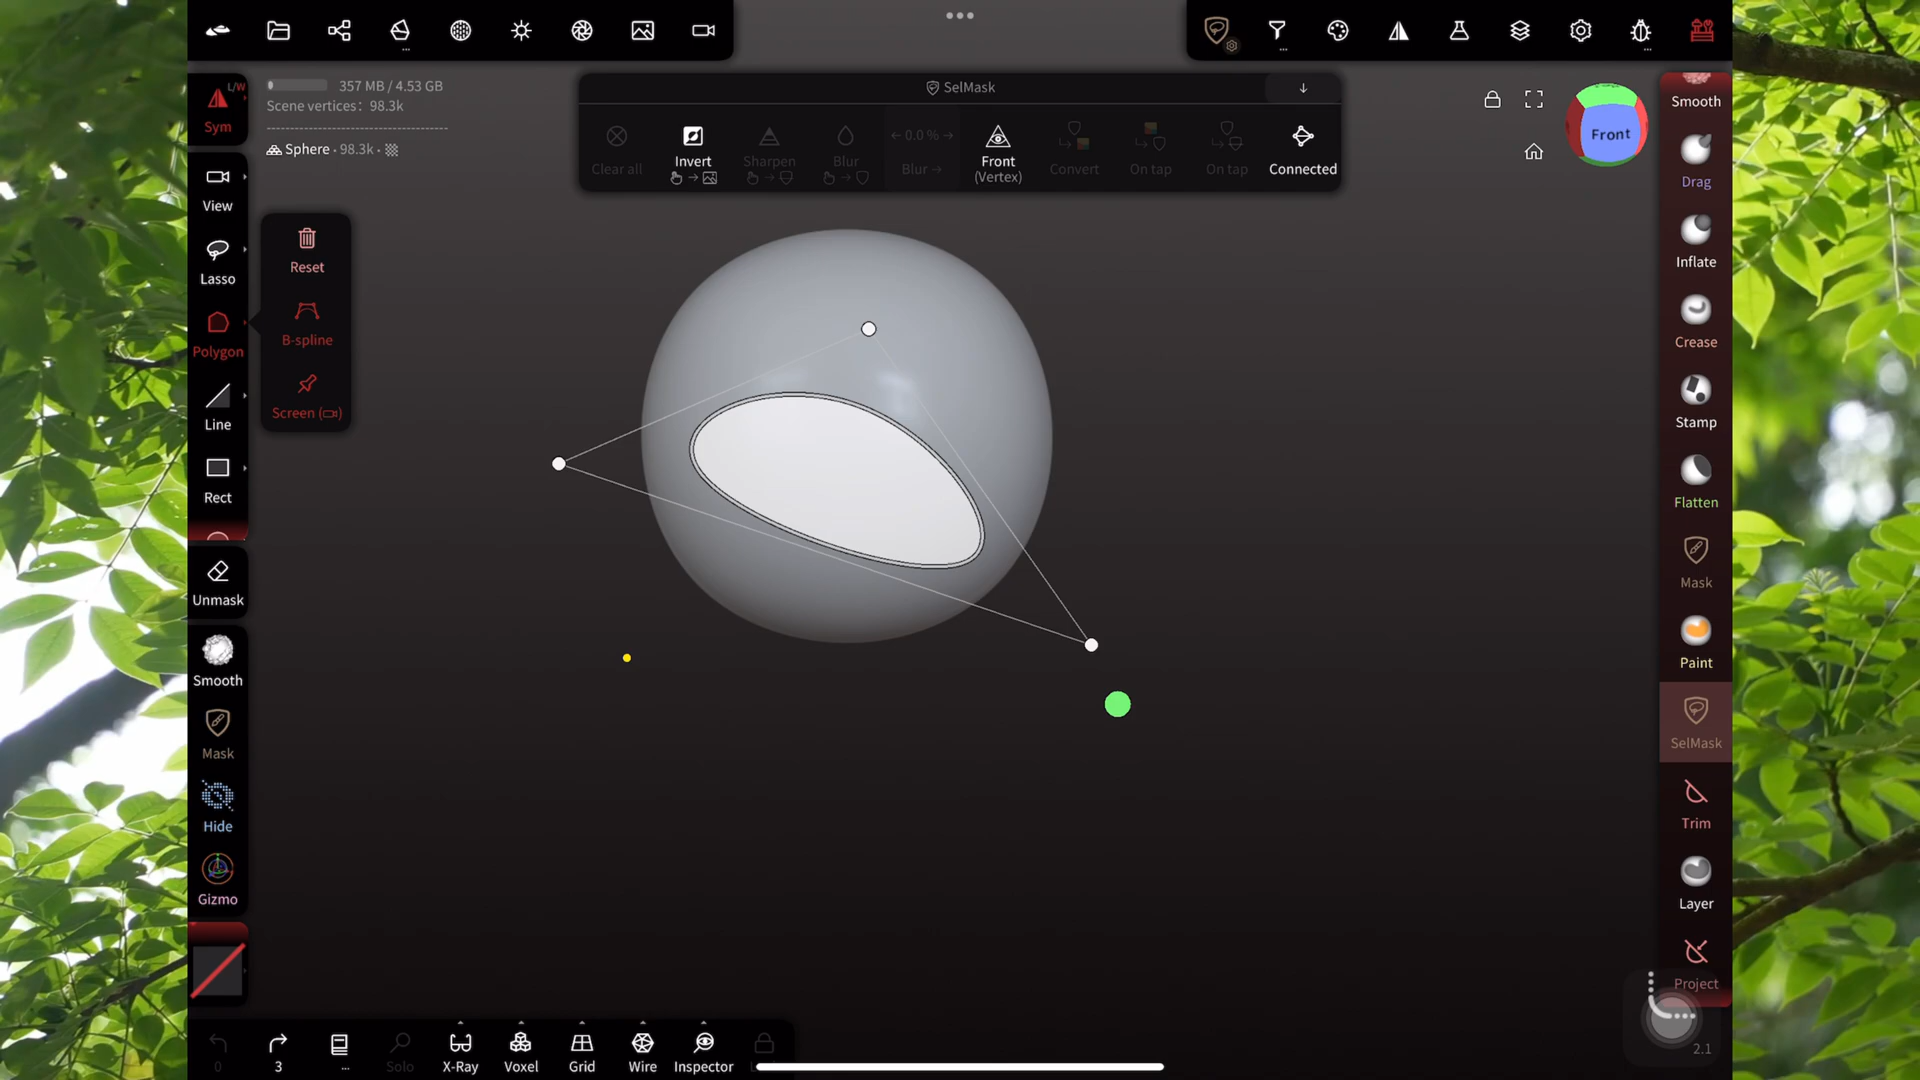 L/W
Sym
357 MB / 4.53 GB
Scene vertices: 98.3k
Sphere • 98.3k •
SelMask
Clear all
Invert
Sharpen
Blur
← 0.0 % →
Blur →
Front
(Vertex)
Convert
On tap
On tap
Connected
Front
View
Lasso
Polygon
Line
Rect
Reset
B-spline
Screen
Unmask
Smooth
Mask
Hide
Gizmo
Smooth
Drag
Inflate
Crease
Stamp
Flatten
Mask
Paint
SelMask
Trim
Layer
Project
2.1
0
3
...
Solo
X-Ray
Voxel
Grid
Wire
Inspector